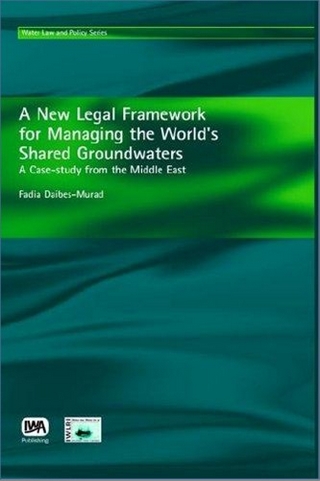 Water Law and Policy Series
A New Legal Framework
for Managing the World's
Shared Groundwaters
A Case-study from the Middle East
Fadia Daibes-Murad
IWA
Publishing
IWLRI